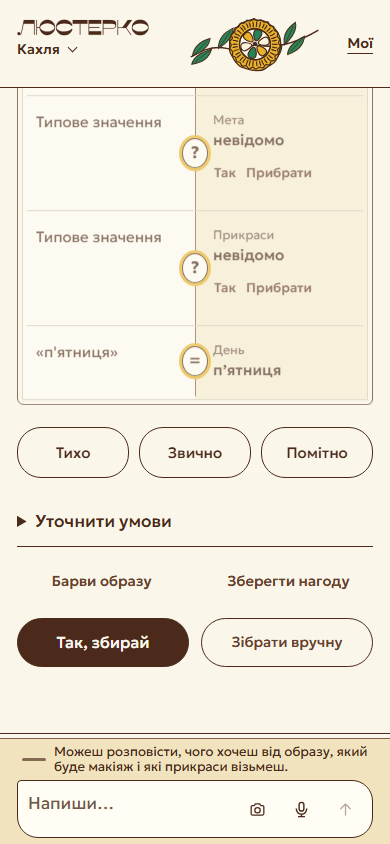 ЛЮСТЕРКО
Кахля
Мої
Типове значення
Мета
?
невідомо
Так Прибрати
Типове значення
Прикраси
?
невідомо
Так Прибрати
«п'ятниця»
День
=
п’ятниця
Тихо
Звично
Помітно
Уточнити умови
Барви образу
Зберегти нагоду
Так, збирай
Зібрати вручну
Можеш розповісти, чого хочеш від образу, який
буде макіяж і які прикраси візьмеш.
Напиши…